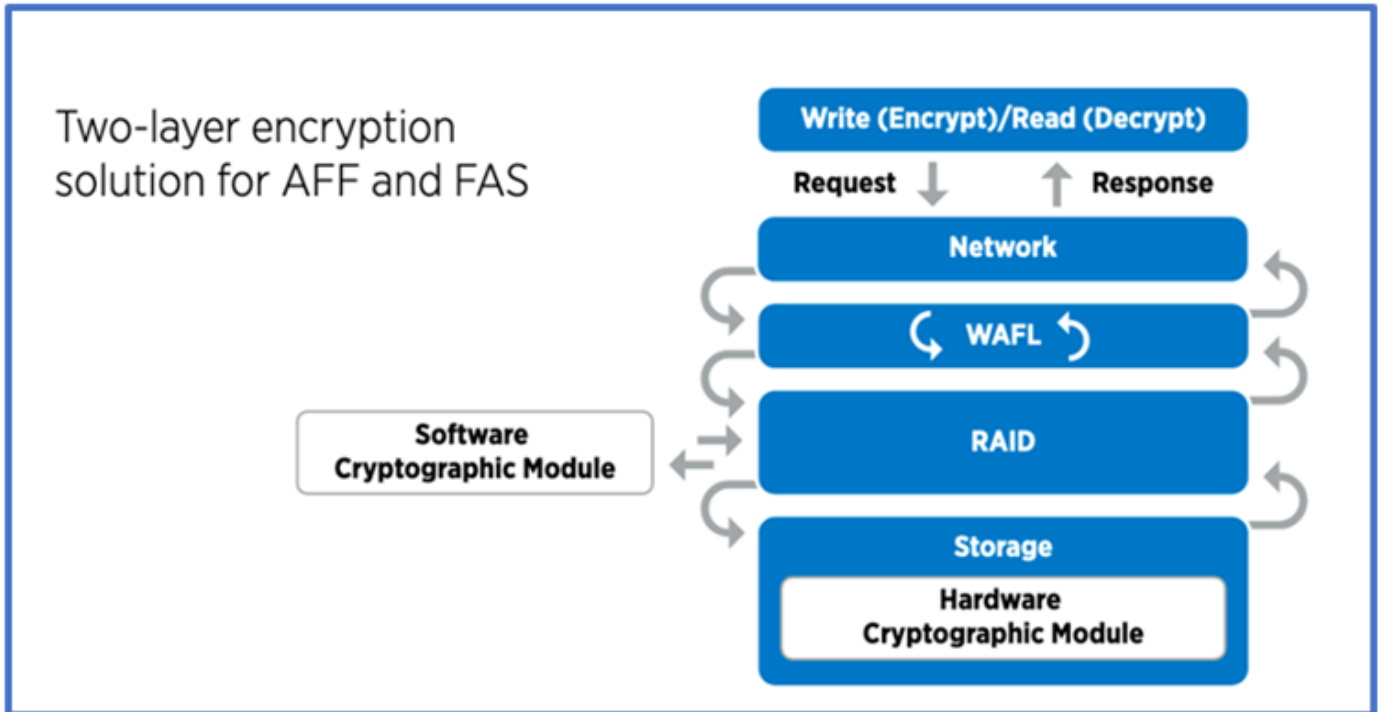 Two-layer encryption
solution for AFF and FAS
Write (Encrypt)/Read (Decrypt)
Request
Response
Network
WAFL
RAID
Software
Cryptographic Module
Storage
Hardware
Cryptographic Module